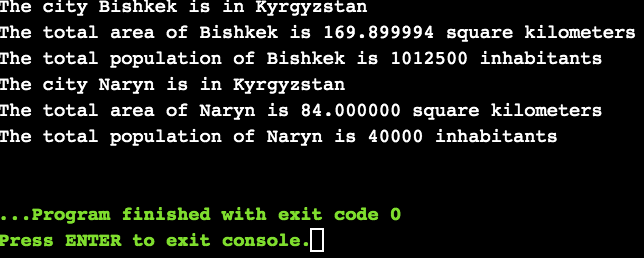 The city Bishkek is in Kyrgyzstan
The total area of Bishkek is 169.899994 square kilometers
The total population of Bishkek is 1012500 inhabitants
The city Naryn is in Kyrgyzstan
The total area of Naryn is 84.000000 square kilometers
The total population of Naryn is 40000 inhabitants
...Program finished with exit code 0
Press ENTER to exit console.